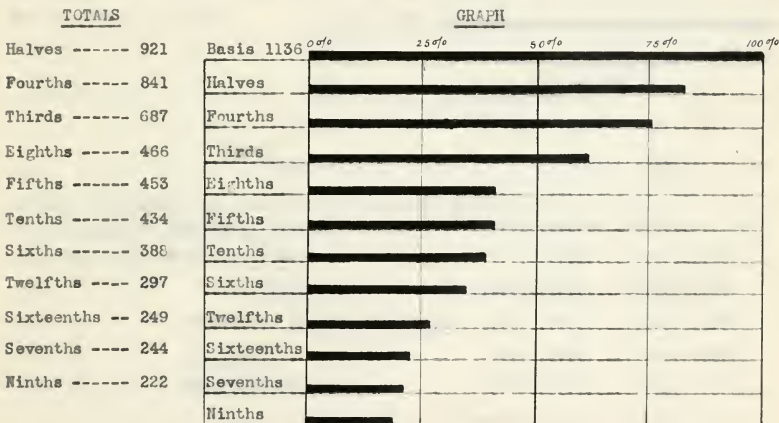 TOTALS
Halves ------ 921
Fourths ----- 841
Thirds ------ 687
Eighths ----- 466
Fifths ------ 453
Tenths ------ 434
Sixths ------ 388
Twelfths ---- 297
Sixteenths -- 249
Sevenths ---- 244
Ninths ------ 222
GRAPH
Basis 1136 0% 25% 50% 75% 100%
Halves
Fourths
Thirds
Eighths
Fifths
Tenths
Sixths
Twelfths
Sixteenths
Sevenths
Ninths